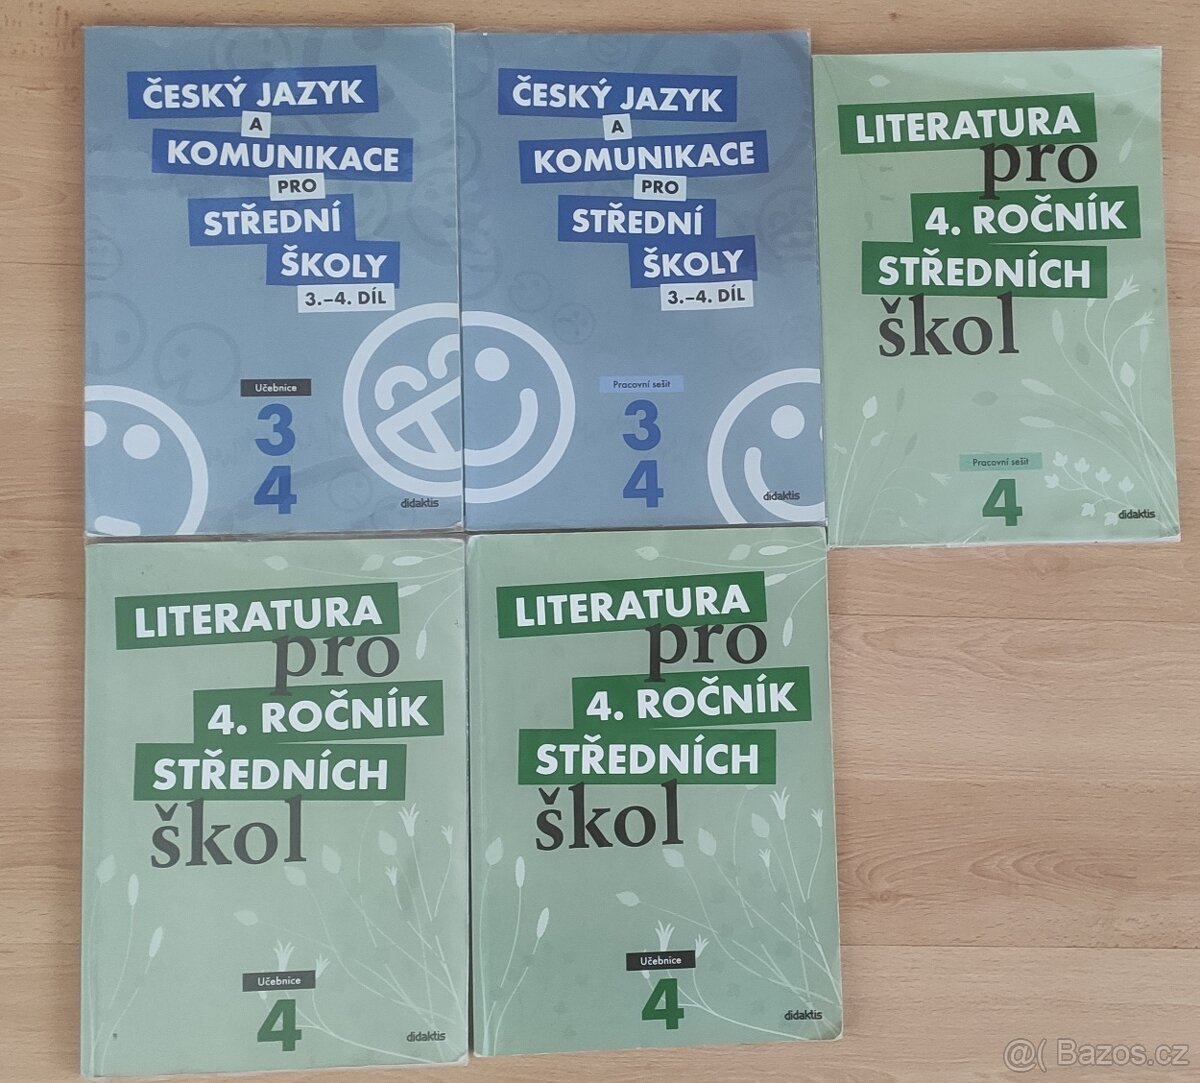 ČESKÝ JAZYK
A
KOMUNIKACE
PRO
STŘEDNÍ
ŠKOLY
3.–4. DÍL
Učebnice
3
4
didaktis
ČESKÝ JAZYK
A
KOMUNIKACE
PRO
STŘEDNÍ
ŠKOLY
3.–4. DÍL
Pracovní sešit
3
4
didaktis
LITERATURA
pro
4. ROČNÍK
STŘEDNÍCH
škol
Pracovní sešit
4
didaktis
LITERATURA
pro
4. ROČNÍK
STŘEDNÍCH
škol
Učebnice
4
didaktis
LITERATURA
pro
4. ROČNÍK
STŘEDNÍCH
škol
Učebnice
4
didaktis
@( Bazos.cz